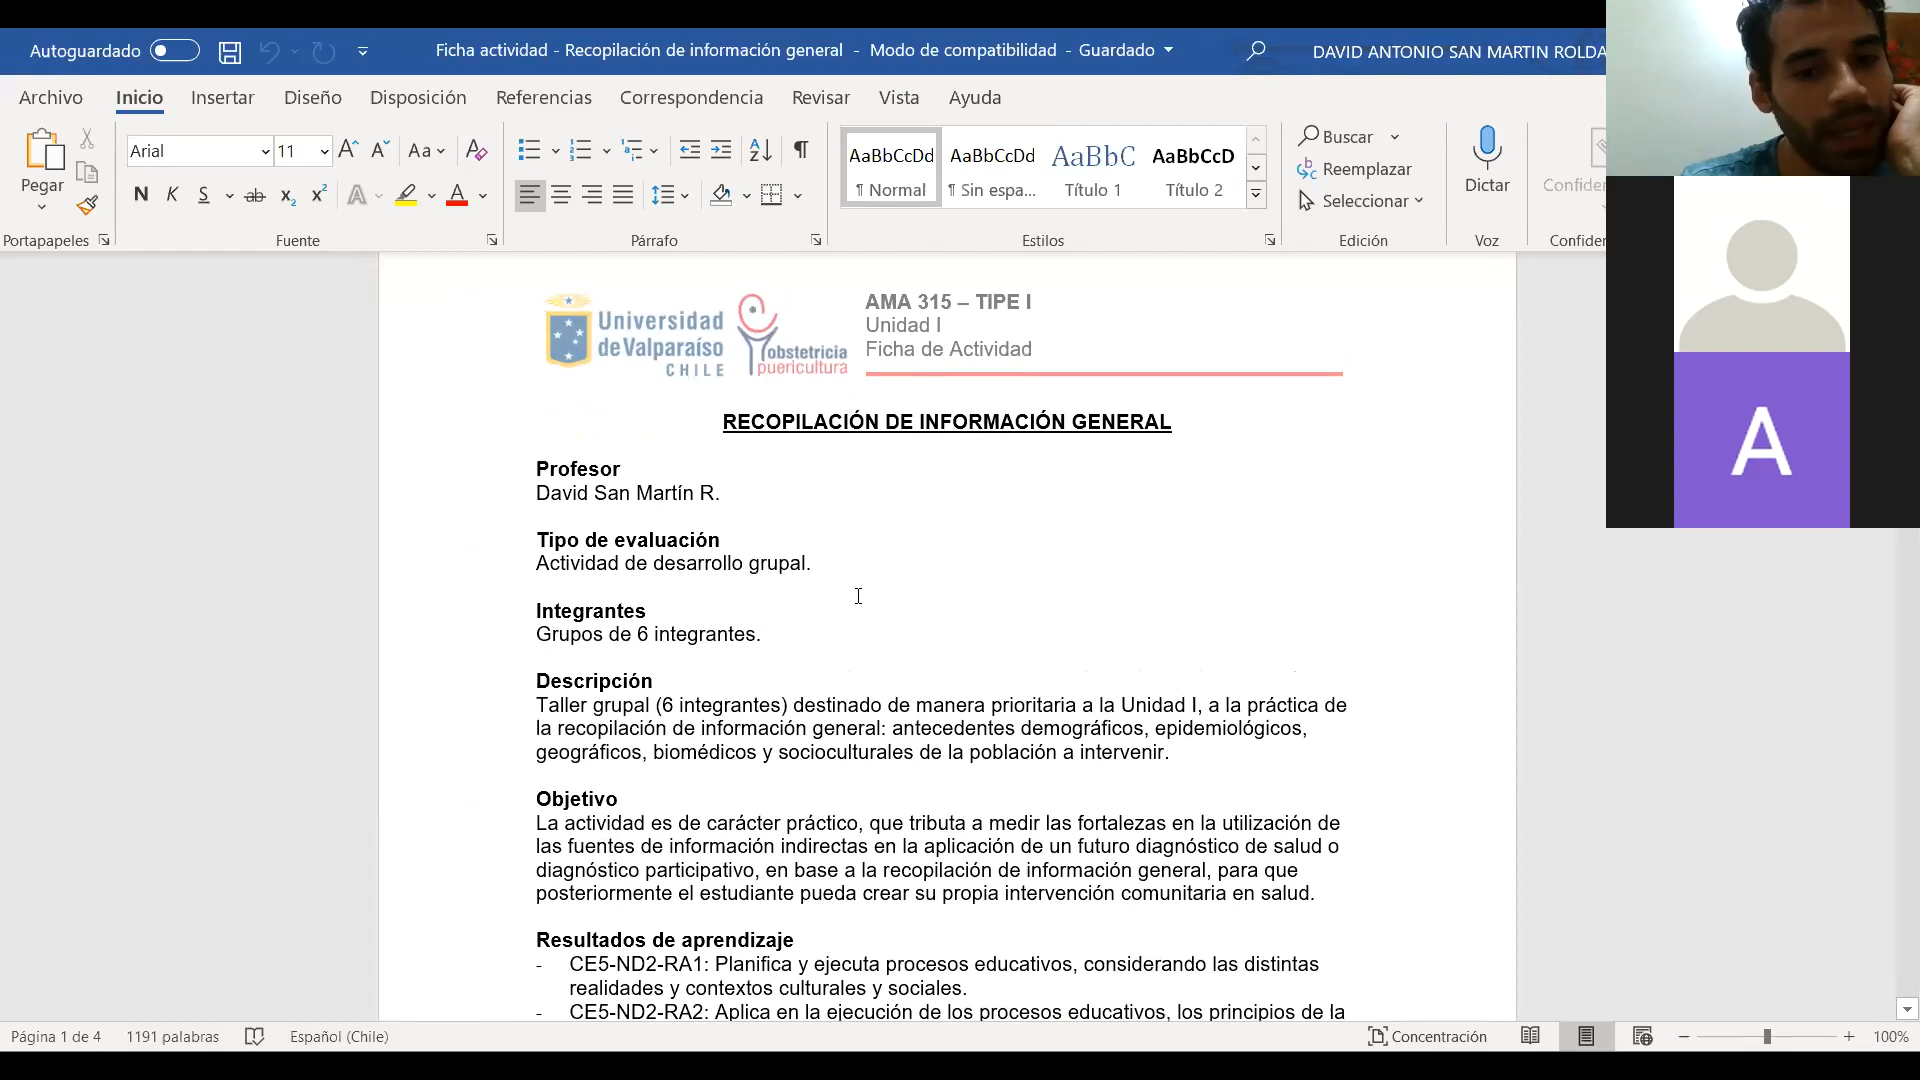 Autoguardado
Ficha actividad - Recopilación de información general - Modo de compatibilidad - Guardado
DAVID ANTONIO SAN MARTIN ROLDA
Archivo Inicio Insertar Diseño Disposición Referencias Correspondencia Revisar Vista Ayuda
Pegar
Portapapeles
Arial 11
Aa
N K S ab x₂ x² A A
Fuente
Párrafo
AaBbCcDd AaBbCcDd AaBbC AaBbCcD
¶ Normal ¶ Sin espa... Título 1 Título 2
Estilos
Buscar
Reemplazar
Seleccionar
Edición
Dictar
Voz
Confider
Confider
Universidad
de Valparaíso
CHILE
obstetricia
puericultura
AMA 315 – TIPE I
Unidad I
Ficha de Actividad
RECOPILACIÓN DE INFORMACIÓN GENERAL
Profesor
David San Martín R.
Tipo de evaluación
Actividad de desarrollo grupal.
Integrantes
Grupos de 6 integrantes.
Descripción
Taller grupal (6 integrantes) destinado de manera prioritaria a la Unidad I, a la práctica de
la recopilación de información general: antecedentes demográficos, epidemiológicos,
geográficos, biomédicos y socioculturales de la población a intervenir.
Objetivo
La actividad es de carácter práctico, que tributa a medir las fortalezas en la utilización de
las fuentes de información indirectas en la aplicación de un futuro diagnóstico de salud o
diagnóstico participativo, en base a la recopilación de información general, para que
posteriormente el estudiante pueda crear su propia intervención comunitaria en salud.
Resultados de aprendizaje
- CE5-ND2-RA1: Planifica y ejecuta procesos educativos, considerando las distintas
realidades y contextos culturales y sociales.
- CE5-ND2-RA2: Aplica en la ejecución de los procesos educativos, los principios de la
A
Página 1 de 4 1191 palabras Español (Chile) Concentración 100%